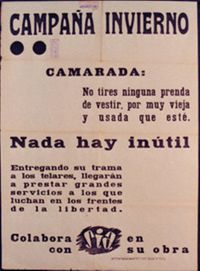 CAMPAÑA INVIERNO
CAMARADA:
No tires ninguna prenda
de vestir, por muy vieja
y usada que esté.
Nada hay inútil
Entregando su trama
a los telares, llegarán
a prestar grandes
servicios a los que
luchan en los frentes
de la libertad.
Colabora en
con su obra